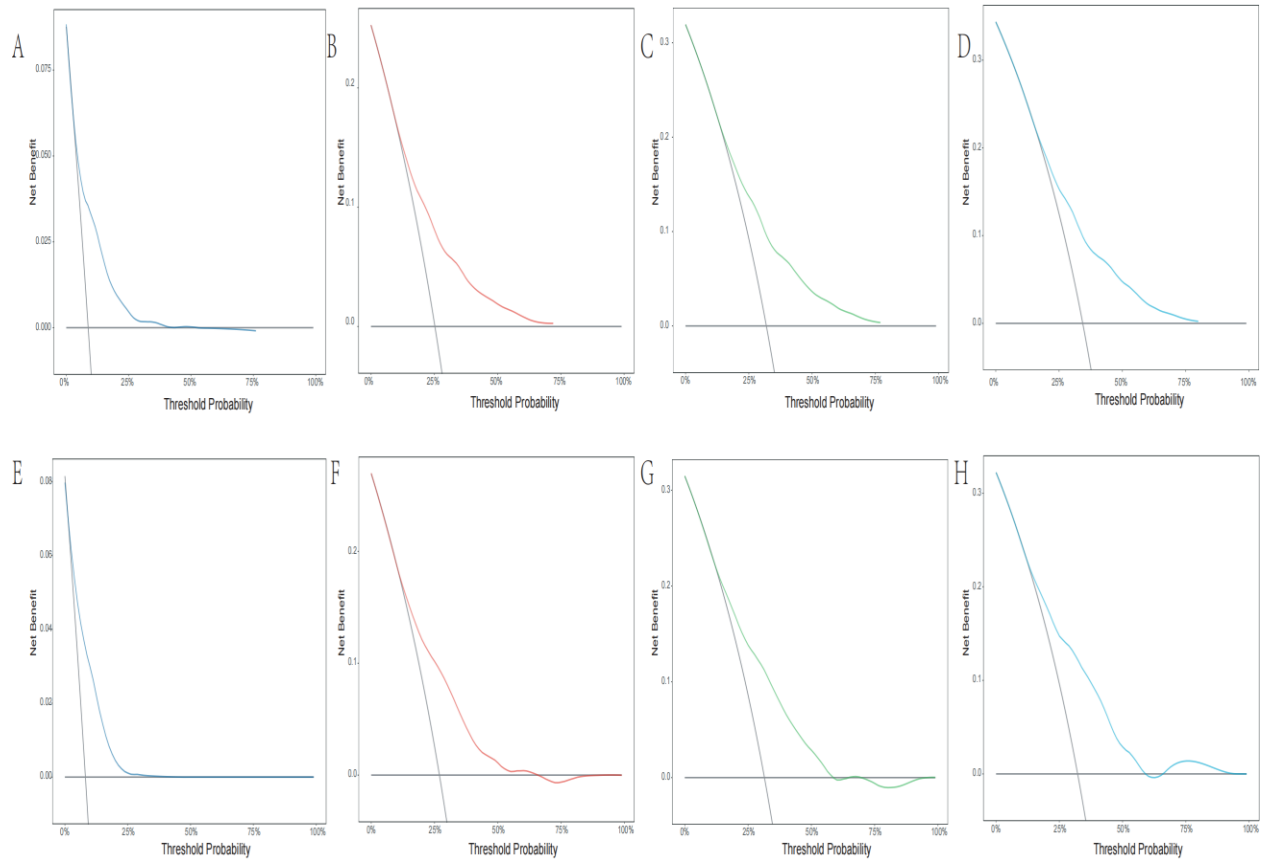 A
Net Benefit
0.075
0.050
0.025
0.000
0%
25%
50%
75%
100%
Threshold Probability
B
Net Benefit
0.2
0.1
0.0
0%
25%
50%
75%
100%
Threshold Probability
C
Net Benefit
0.3
0.2
0.1
0.0
0%
25%
50%
75%
100%
Threshold Probability
D
Net Benefit
0.3
0.2
0.1
0.0
0%
25%
50%
75%
100%
Threshold Probability
E
Net Benefit
0.08
0.06
0.04
0.02
0.00
0%
25%
50%
75%
100%
Threshold Probability
F
Net Benefit
0.2
0.1
0.0
0%
25%
50%
75%
100%
Threshold Probability
G
Net Benefit
0.3
0.2
0.1
0.0
0%
25%
50%
75%
100%
Threshold Probability
H
Net Benefit
0.3
0.2
0.1
0.0
0%
25%
50%
75%
100%
Threshold Probability